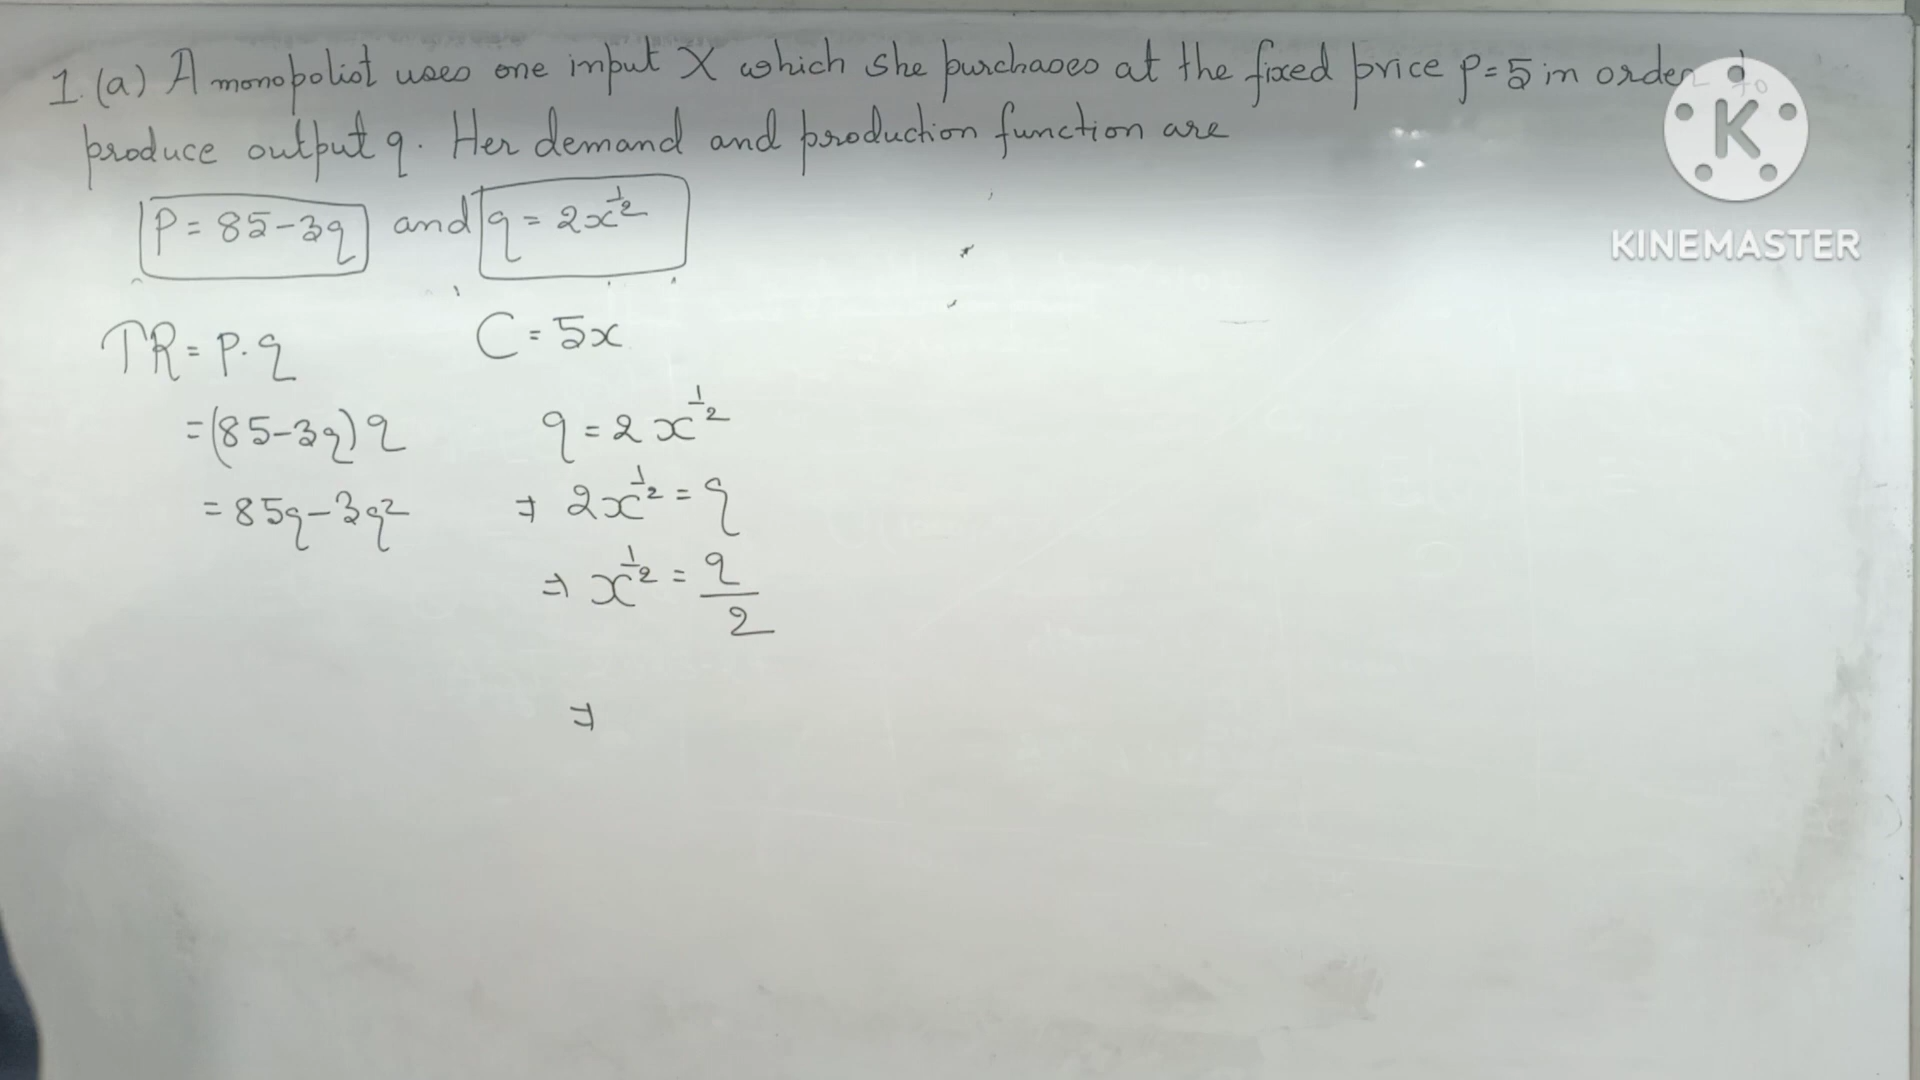 1. (a) A monopolist uses one input X which she purchases at the fixed price p=5 in order to
produce output q. Her demand and production function are
P = 85-3q and q = 2x^{1/2}
TR = P.q
= (85-3q)q
= 85q-3q²
C = 5x
q = 2x^{1/2}
⇒ 2x^{1/2} = q
⇒ x^{1/2} = q/2
⇒
K
KINEMASTER